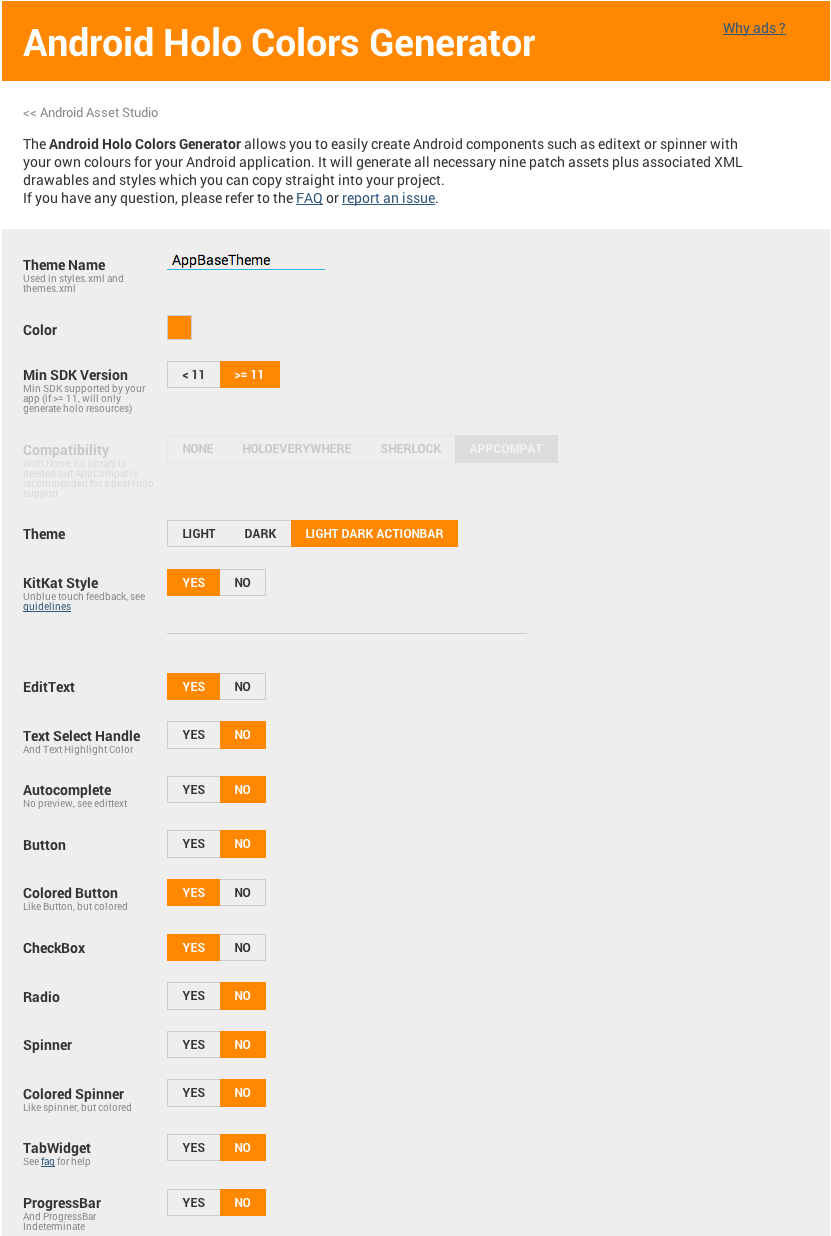 Android Holo Colors Generator
Why ads ?
<< Android Asset Studio
The Android Holo Colors Generator allows you to easily create Android components such as editext or spinner with
your own colours for your Android application. It will generate all necessary nine patch assets plus associated XML
drawables and styles which you can copy straight into your project.
If you have any question, please refer to the FAQ or report an issue.
Theme Name
Used in styles.xml and
themes.xml
AppBaseTheme
Color
Min SDK Version
Min SDK supported by your
app (if >= 11, will only
generate holo resources)
< 11 >= 11
Compatibility
With None, no library is
needed but AppCompat is
recommended for a best Holo
support
NONE HOLOEVERYWHERE SHERLOCK APPCOMPAT
Theme
LIGHT DARK LIGHT DARK ACTIONBAR
KitKat Style
Unblue touch feedback, see
guidelines
YES NO
EditText
YES NO
Text Select Handle
And Text Highlight Color
YES NO
Autocomplete
No preview, see edittext
YES NO
Button
YES NO
Colored Button
Like Button, but colored
YES NO
CheckBox
YES NO
Radio
YES NO
Spinner
YES NO
Colored Spinner
Like spinner, but colored
YES NO
TabWidget
See faq for help
YES NO
ProgressBar
And ProgressBar
Indeterminate
YES NO